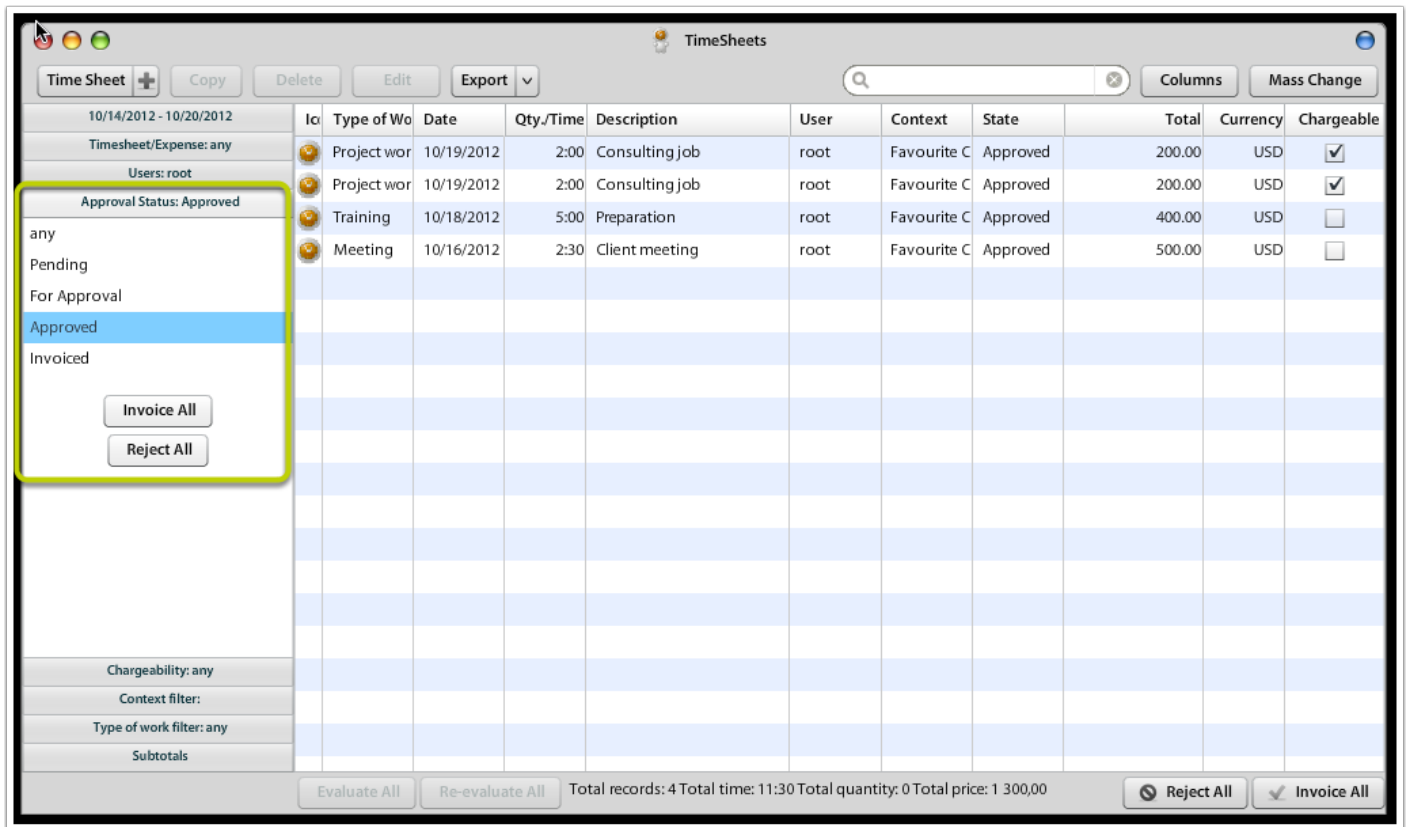 TimeSheets
Time Sheet Copy Delete Edit Export Columns Mass Change
10/14/2012 - 10/20/2012
Timesheet/Expense: any
Users: root
Approval Status: Approved
any
Pending
For Approval
Approved
Invoiced
Invoice All
Reject All
Chargeability: any
Context filter:
Type of work filter: any
Subtotals
Ico Type of Wo Date Qty./Time Description User Context State Total Currency Chargeable
Project wor 10/19/2012 2:00 Consulting job root Favourite C Approved 200.00 USD
Project wor 10/19/2012 2:00 Consulting job root Favourite C Approved 200.00 USD
Training 10/18/2012 5:00 Preparation root Favourite C Approved 400.00 USD
Meeting 10/16/2012 2:30 Client meeting root Favourite C Approved 500.00 USD
Evaluate All Re-evaluate All Total records: 4 Total time: 11:30 Total quantity: 0 Total price: 1 300,00 Reject All Invoice All